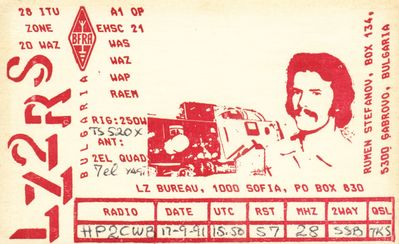 28 ITU
ZONE
20 WAZ
BFRA
A1 OP
EHSC 21
WAS
WAZ
WAP
RAEM
LZ2RS
BULGARIA
RIG: 250W
TS 520X
ANT:
2EL QUAD
7el YAGI
RUMEN STEFANOV, BOX 134,
5300 GABROVO, BULGARIA
LZ BUREAU, 1000 SOFIA, PO BOX 830
RADIO DATE UTC RST MHZ 2WAY QSL
HP2CWB 17-9-91 15.50 57 28 SSB TKS